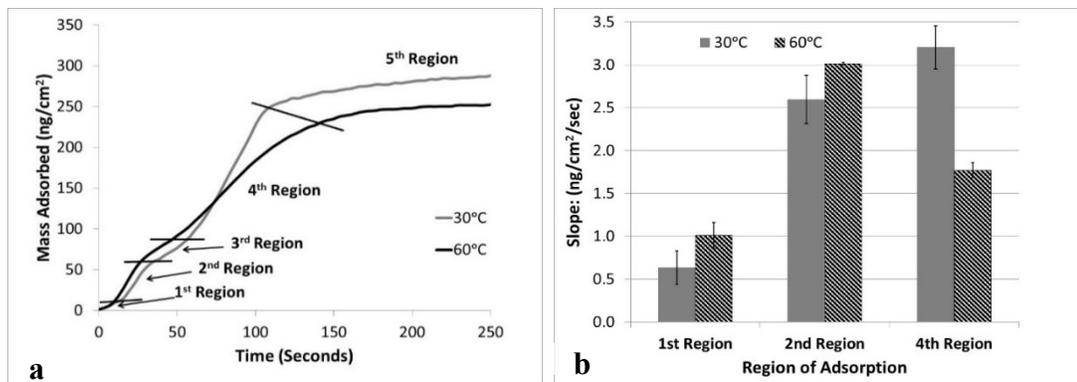 350
300
250
200
150
100
50
0
Mass Adsorbed (ng/cm²)
5th Region
4th Region
3rd Region
2nd Region
1st Region
30°C
60°C
0 50 100 150 200 250
Time (Seconds)
a
3.5
3.0
2.5
2.0
1.5
1.0
0.5
0.0
Slope: (ng/cm²/sec)
30°C 60°C
1st Region 2nd Region 4th Region
Region of Adsorption
b